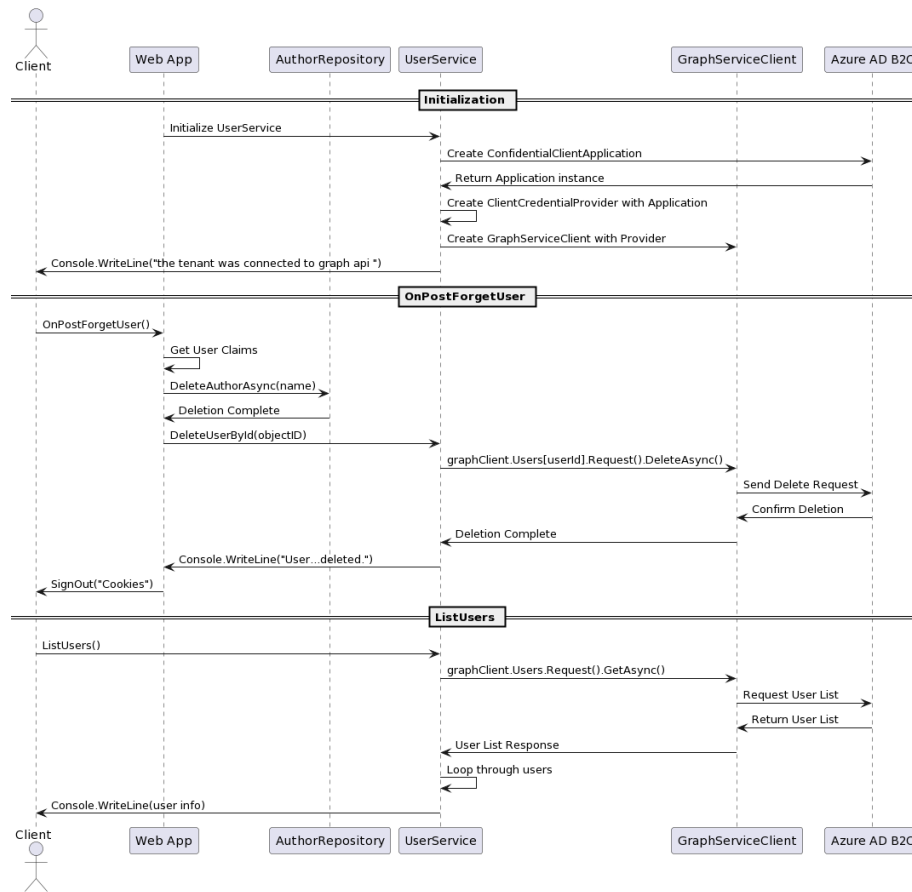 Client
Web App
AuthorRepository
UserService
GraphServiceClient
Azure AD B2C
Initialization
Initialize UserService
Create ConfidentialClientApplication
Return Application instance
Create ClientCredentialProvider with Application
Create GraphServiceClient with Provider
Console.WriteLine("the tenant was connected to graph api ")
OnPostForgetUser
OnPostForgetUser()
Get User Claims
DeleteAuthorAsync(name)
Deletion Complete
DeleteUserById(objectID)
graphClient.Users[userId].Request().DeleteAsync()
Send Delete Request
Confirm Deletion
Deletion Complete
Console.WriteLine("User...deleted.")
SignOut("Cookies")
ListUsers
ListUsers()
graphClient.Users.Request().GetAsync()
Request User List
Return User List
User List Response
Loop through users
Console.WriteLine(user info)
Client
Web App
AuthorRepository
UserService
GraphServiceClient
Azure AD B2C